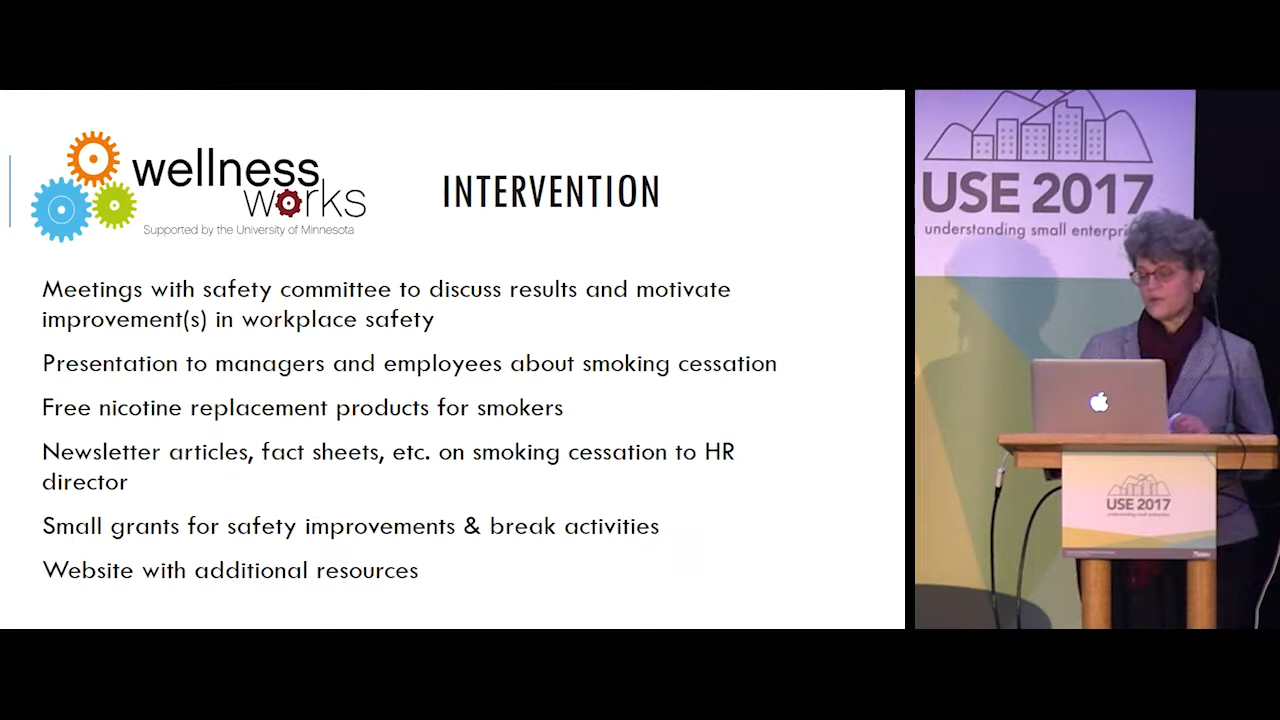 wellness
works
Supported by the University of Minnesota
INTERVENTION
Meetings with safety committee to discuss results and motivate
improvement(s) in workplace safety
Presentation to managers and employees about smoking cessation
Free nicotine replacement products for smokers
Newsletter articles, fact sheets, etc. on smoking cessation to HR
director
Small grants for safety improvements & break activities
Website with additional resources
USE 2017
understanding small enterpri
USE 2017
understanding small enterprises